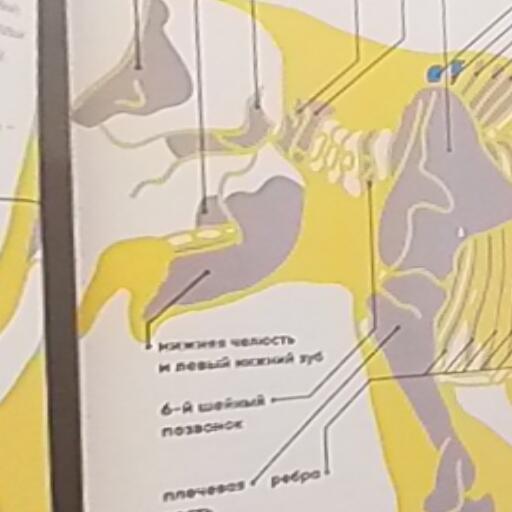 нижняя челюсть
и левый нижний зуб
6-й шейный
позвонок
плечевая ребра